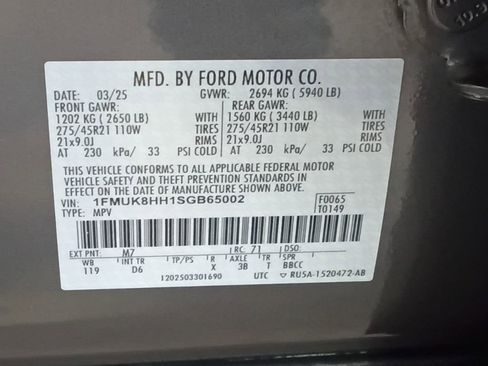 MFD. BY FORD MOTOR CO.
DATE: 03/25 GVWR: 2694 KG ( 5940 LB)
FRONT GAWR: REAR GAWR:
1202 KG ( 2650 LB) WITH 1560 KG ( 3440 LB) WITH
275/45R21 110W TIRES 275/45R21 110W TIRES
21x9.0J RIMS 21x9.0J RIMS
AT 230 kPa/ 33 PSI COLD AT 230 kPa/ 33 PSI COLD
THIS VEHICLE CONFORMS TO ALL APPLICABLE FEDERAL MOTOR
VEHICLE SAFETY AND THEFT PREVENTION STANDARDS IN
EFFECT ON THE DATE OF MANUFACTURE SHOWN ABOVE.
VIN: 1FMUK8HH1SGB65002 F0065
TYPE: MPV T0149
EXT PNT: M7 RC: 71 DSO:
WB INT TR TP/PS R AXLE TR SPR
119 D6 X 3B T BBCC
1202503301690 UTC RU5A-1520472-AB